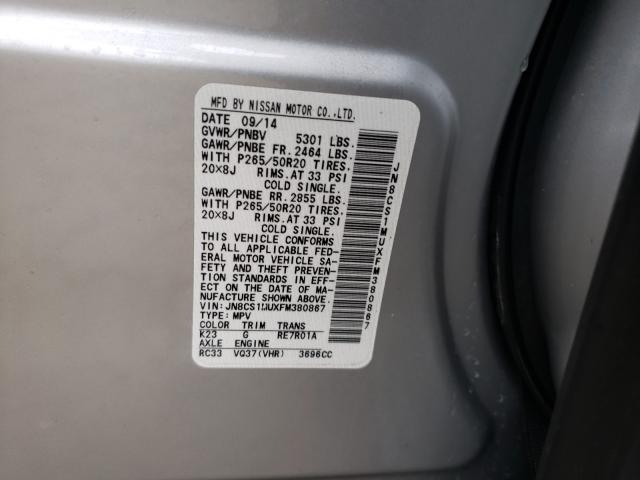 MFD BY NISSAN MOTOR CO.,LTD.
DATE 09/14
GVWR/PNBV 5301 LBS.
GAWR/PNBE FR. 2464 LBS.
WITH P265/50R20 TIRES.
20×8J RIMS.AT 33 PSI
COLD SINGLE.
GAWR/PNBE RR. 2855 LBS.
WITH P265/50R20 TIRES.
20×8J RIMS.AT 33 PSI
COLD SINGLE.
THIS VEHICLE CONFORMS
TO ALL APPLICABLE FED-
ERAL MOTOR VEHICLE SA-
FETY AND THEFT PREVEN-
TION STANDARDS IN EFF-
ECT ON THE DATE OF MA-
NUFACTURE SHOWN ABOVE.
VIN: JN8CS1MUXFM380867
TYPE: MPV
COLOR TRIM TRANS
K23 G RE7R01A
AXLE ENGINE
RC33 VQ37(VHR) 3696CC
JN8CS1MUXFM380867